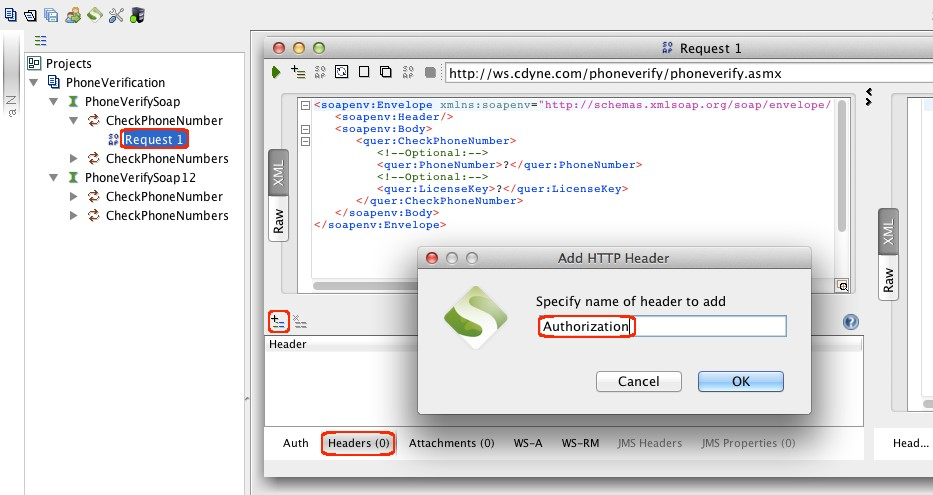 Projects
PhoneVerification
PhoneVerifySoap
CheckPhoneNumber
Request 1
CheckPhoneNumbers
PhoneVerifySoap12
CheckPhoneNumber
CheckPhoneNumbers
Na
Request 1
http://ws.cdyne.com/phoneverify/phoneverify.asmx
XML
Raw
<soapenv:Envelope xmlns:soapenv="http://schemas.xmlsoap.org/soap/envelope/
<soapenv:Header/>
<soapenv:Body>
<quer:CheckPhoneNumber>
<!--Optional:-->
<quer:PhoneNumber>?</quer:PhoneNumber>
<!--Optional:-->
<quer:LicenseKey>?</quer:LicenseKey>
</quer:CheckPhoneNumber>
</soapenv:Body>
</soapenv:Envelope>
XML
Raw
Add HTTP Header
Specify name of header to add
Authorization
Cancel OK
Header
Auth Headers (0) Attachments (0) WS-A WS-RM JMS Headers JMS Properties (0) Head...